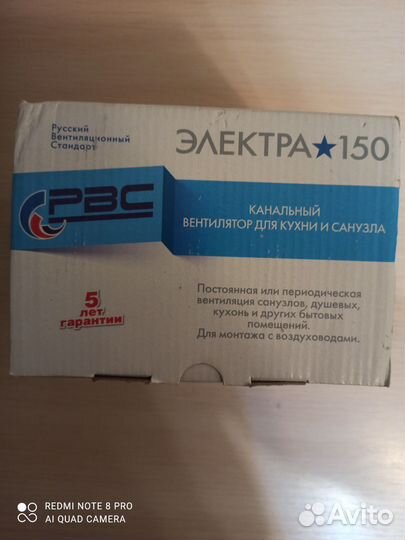 Русский
Вентиляционный
Стандарт
ЭЛЕКТРА★150
РВС
КАНАЛЬНЫЙ
ВЕНТИЛЯТОР ДЛЯ КУХНИ И САНУЗЛА
5
лет
гарантии
Постоянная или периодическая
вентиляция санузлов, душевых,
кухонь и других бытовых
помещений.
Для монтажа с воздуховодами.
REDMI NOTE 8 PRO
AI QUAD CAMERA
Avito